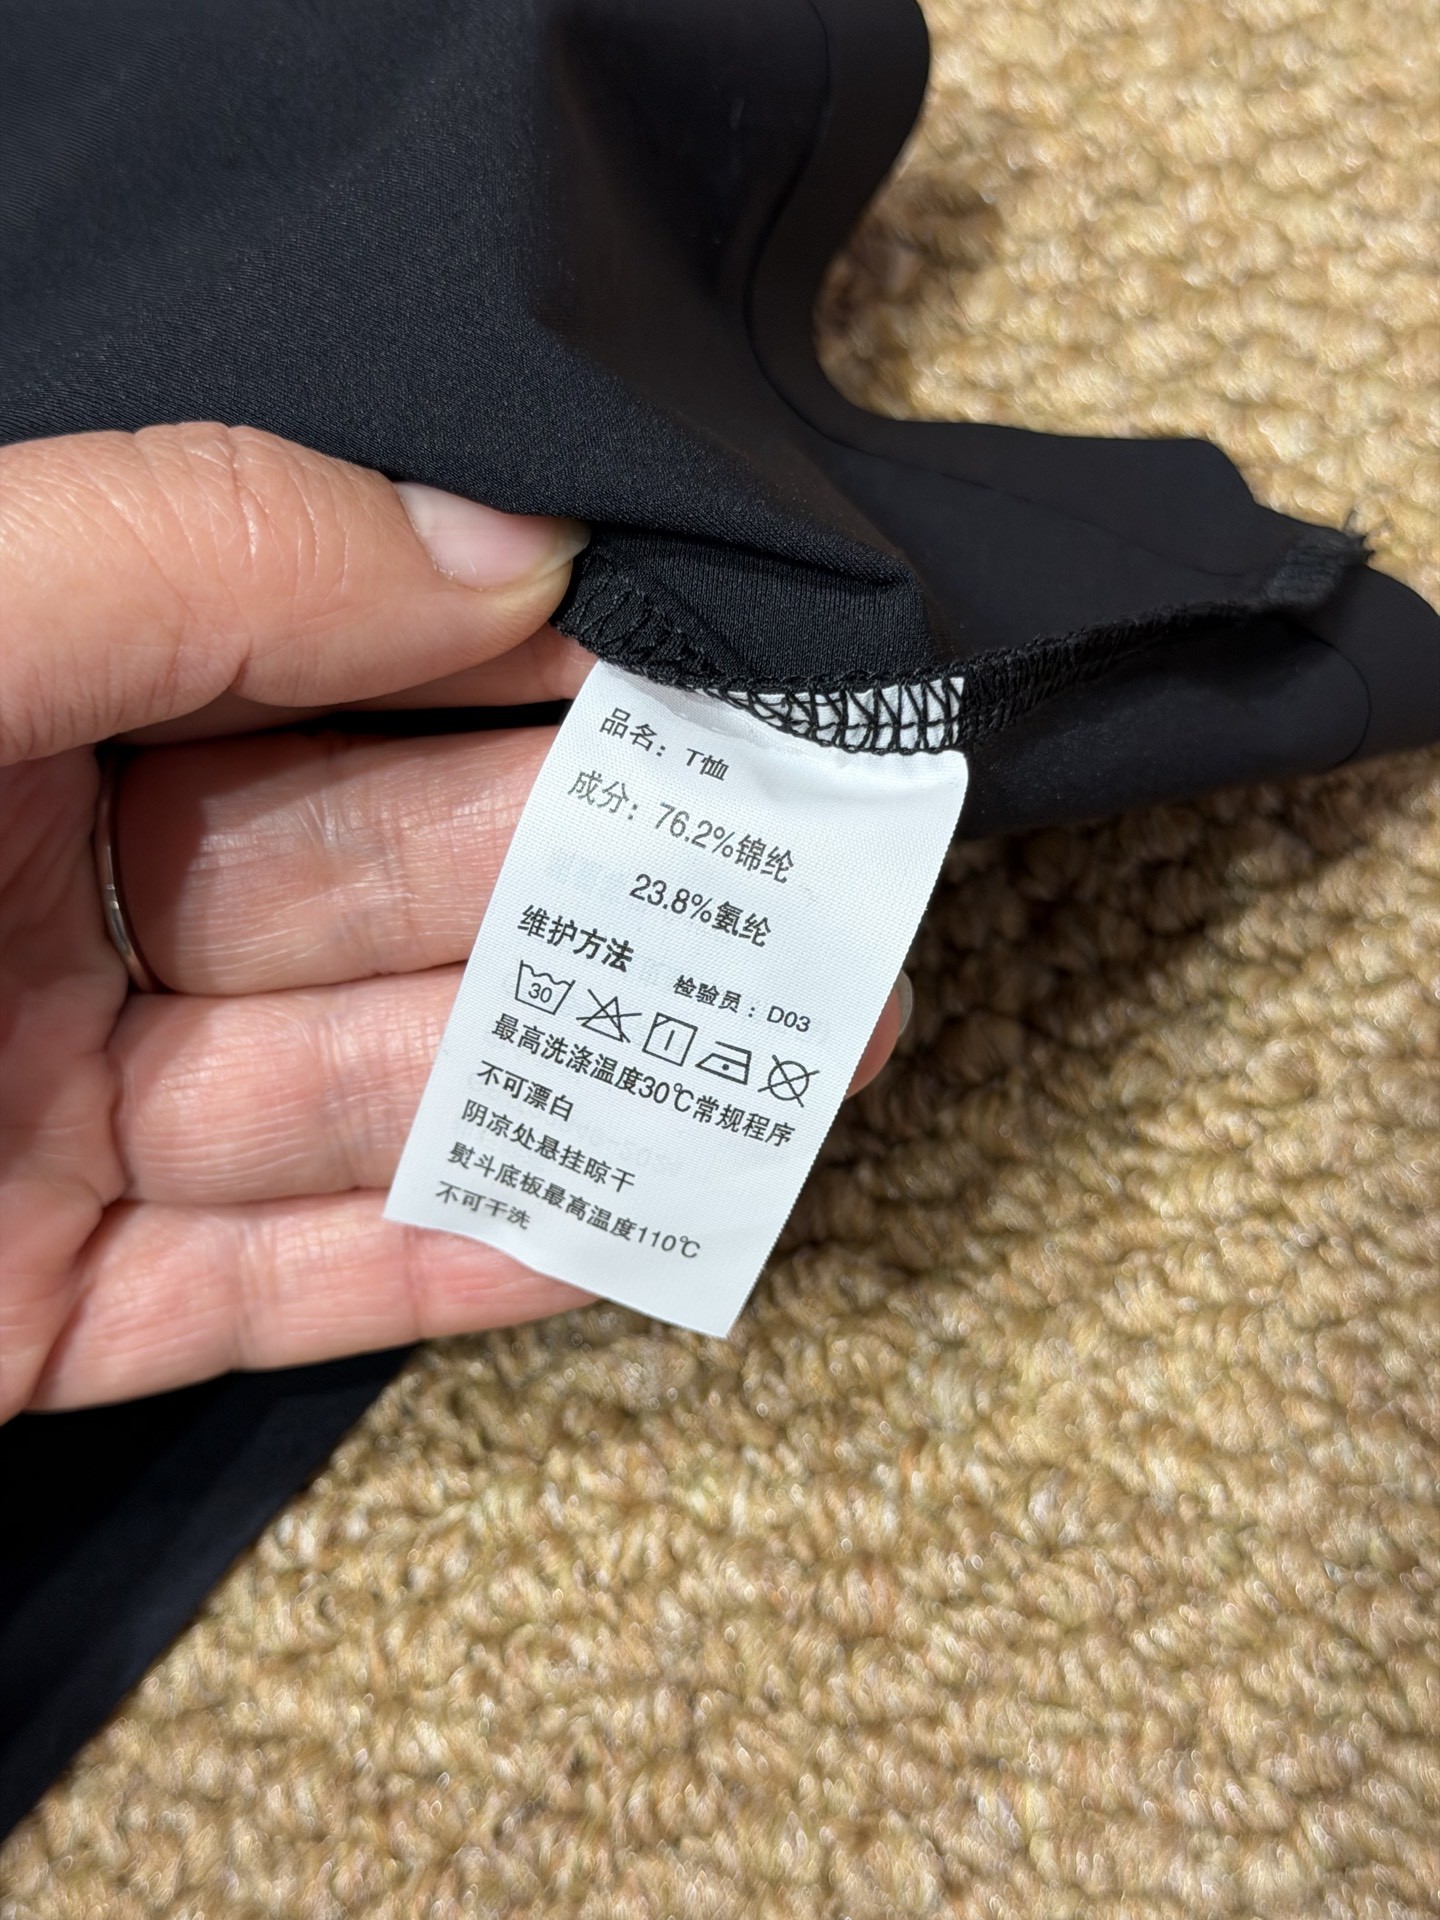 品名：T恤
成分：76.2%锦纶
23.8%氨纶
维护方法
检验员：D03
30
最高洗涤温度30℃常规程序
不可漂白
阴凉处悬挂晾干
熨斗底板最高温度110℃
不可干洗